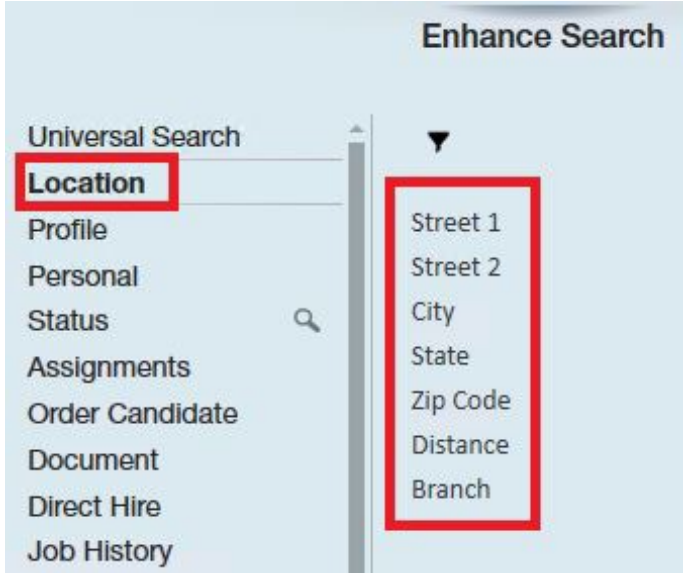 Enhance Search
Universal Search
Location
Profile
Personal
Status
Assignments
Order Candidate
Document
Direct Hire
Job History
Street 1
Street 2
City
State
Zip Code
Distance
Branch